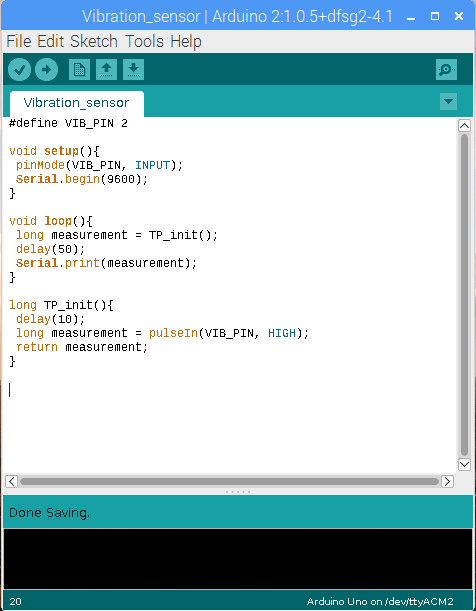 Vibration_sensor | Arduino 2:1.0.5+dfsg2-4.1
File Edit Sketch Tools Help
Vibration_sensor
#define VIB_PIN 2
void setup(){
pinMode(VIB_PIN, INPUT);
Serial.begin(9600);
}
void loop(){
long measurement = TP_init();
delay(50);
Serial.print(measurement);
}
long TP_init(){
delay(10);
long measurement = pulseIn(VIB_PIN, HIGH);
return measurement;
}
Done Saving.
20 Arduino Uno on /dev/ttyACM2